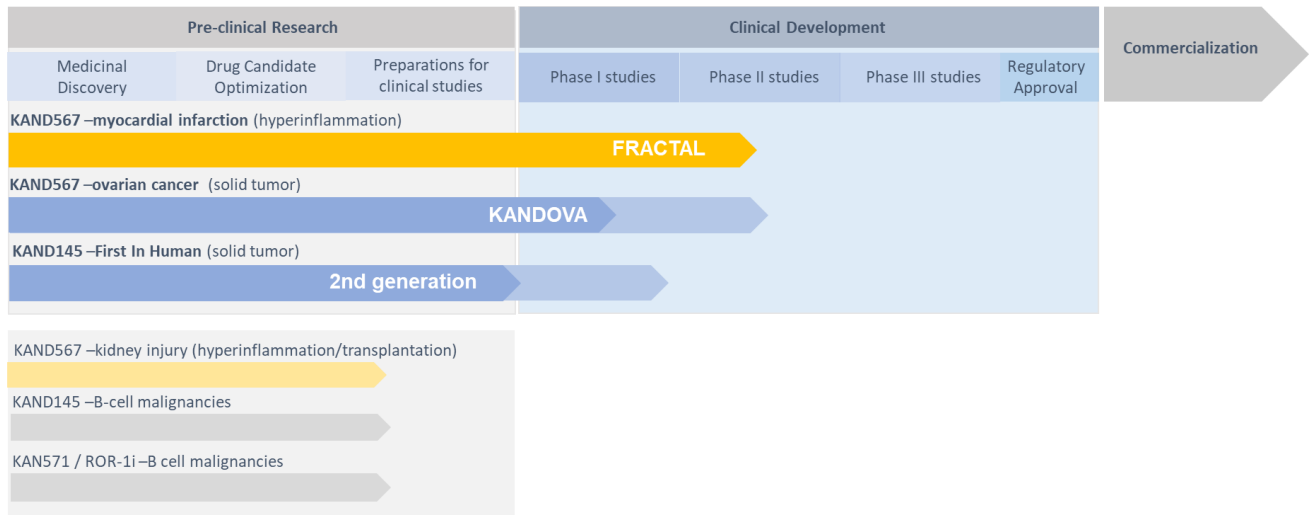 Pre-clinical Research
Clinical Development
Commercialization
Medicinal
Discovery
Drug Candidate
Optimization
Preparations for
clinical studies
Phase I studies
Phase II studies
Phase III studies
Regulatory
Approval
KAND567 –myocardial infarction (hyperinflammation)
FRACTAL
KAND567 –ovarian cancer (solid tumor)
KANDOVA
KAND145 –First In Human (solid tumor)
2nd generation
KAND567 –kidney injury (hyperinflammation/transplantation)
KAND145 –B-cell malignancies
KAN571 / ROR-1i –B cell malignancies